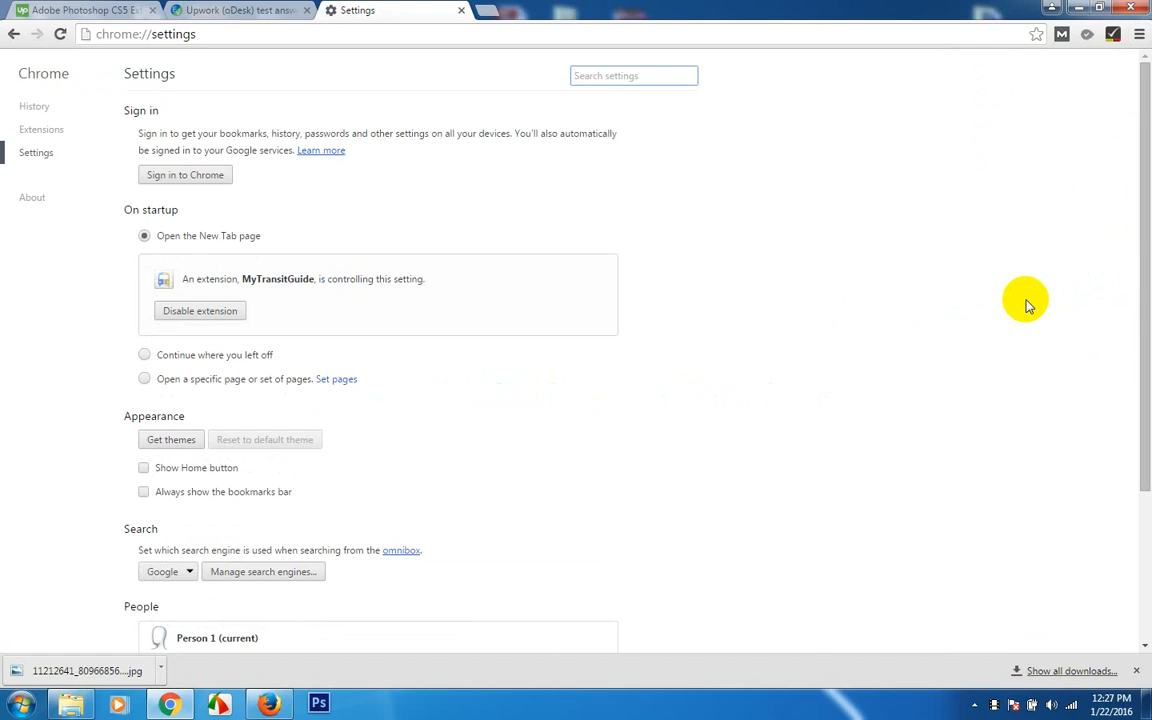 Adobe Photoshop CS5 Ex
Upwork (oDesk) test answ
Settings
chrome://settings
Chrome
Settings
Search settings
History
Extensions
Settings
About
Sign in
Sign in to get your bookmarks, history, passwords and other settings on all your devices. You'll also automatically
be signed in to your Google services. Learn more
Sign in to Chrome
On startup
Open the New Tab page
An extension, MyTransitGuide, is controlling this setting.
Disable extension
Continue where you left off
Open a specific page or set of pages. Set pages
Appearance
Get themes
Reset to default theme
Show Home button
Always show the bookmarks bar
Search
Set which search engine is used when searching from the omnibox.
Google
Manage search engines...
People
Person 1 (current)
11212641_80966856....jpg
Show all downloads...
Ps
12:27 PM
1/22/2016